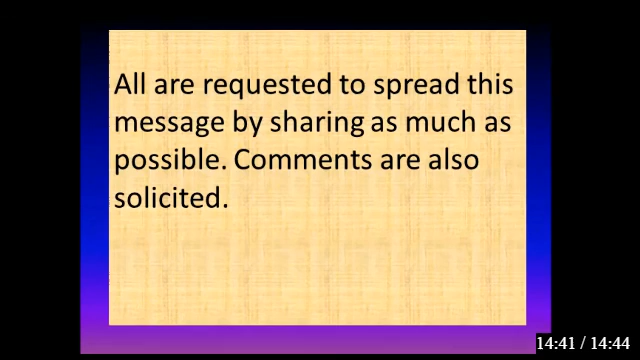 All are requested to spread this
message by sharing as much as
possible. Comments are also
solicited.
14:41 / 14:44